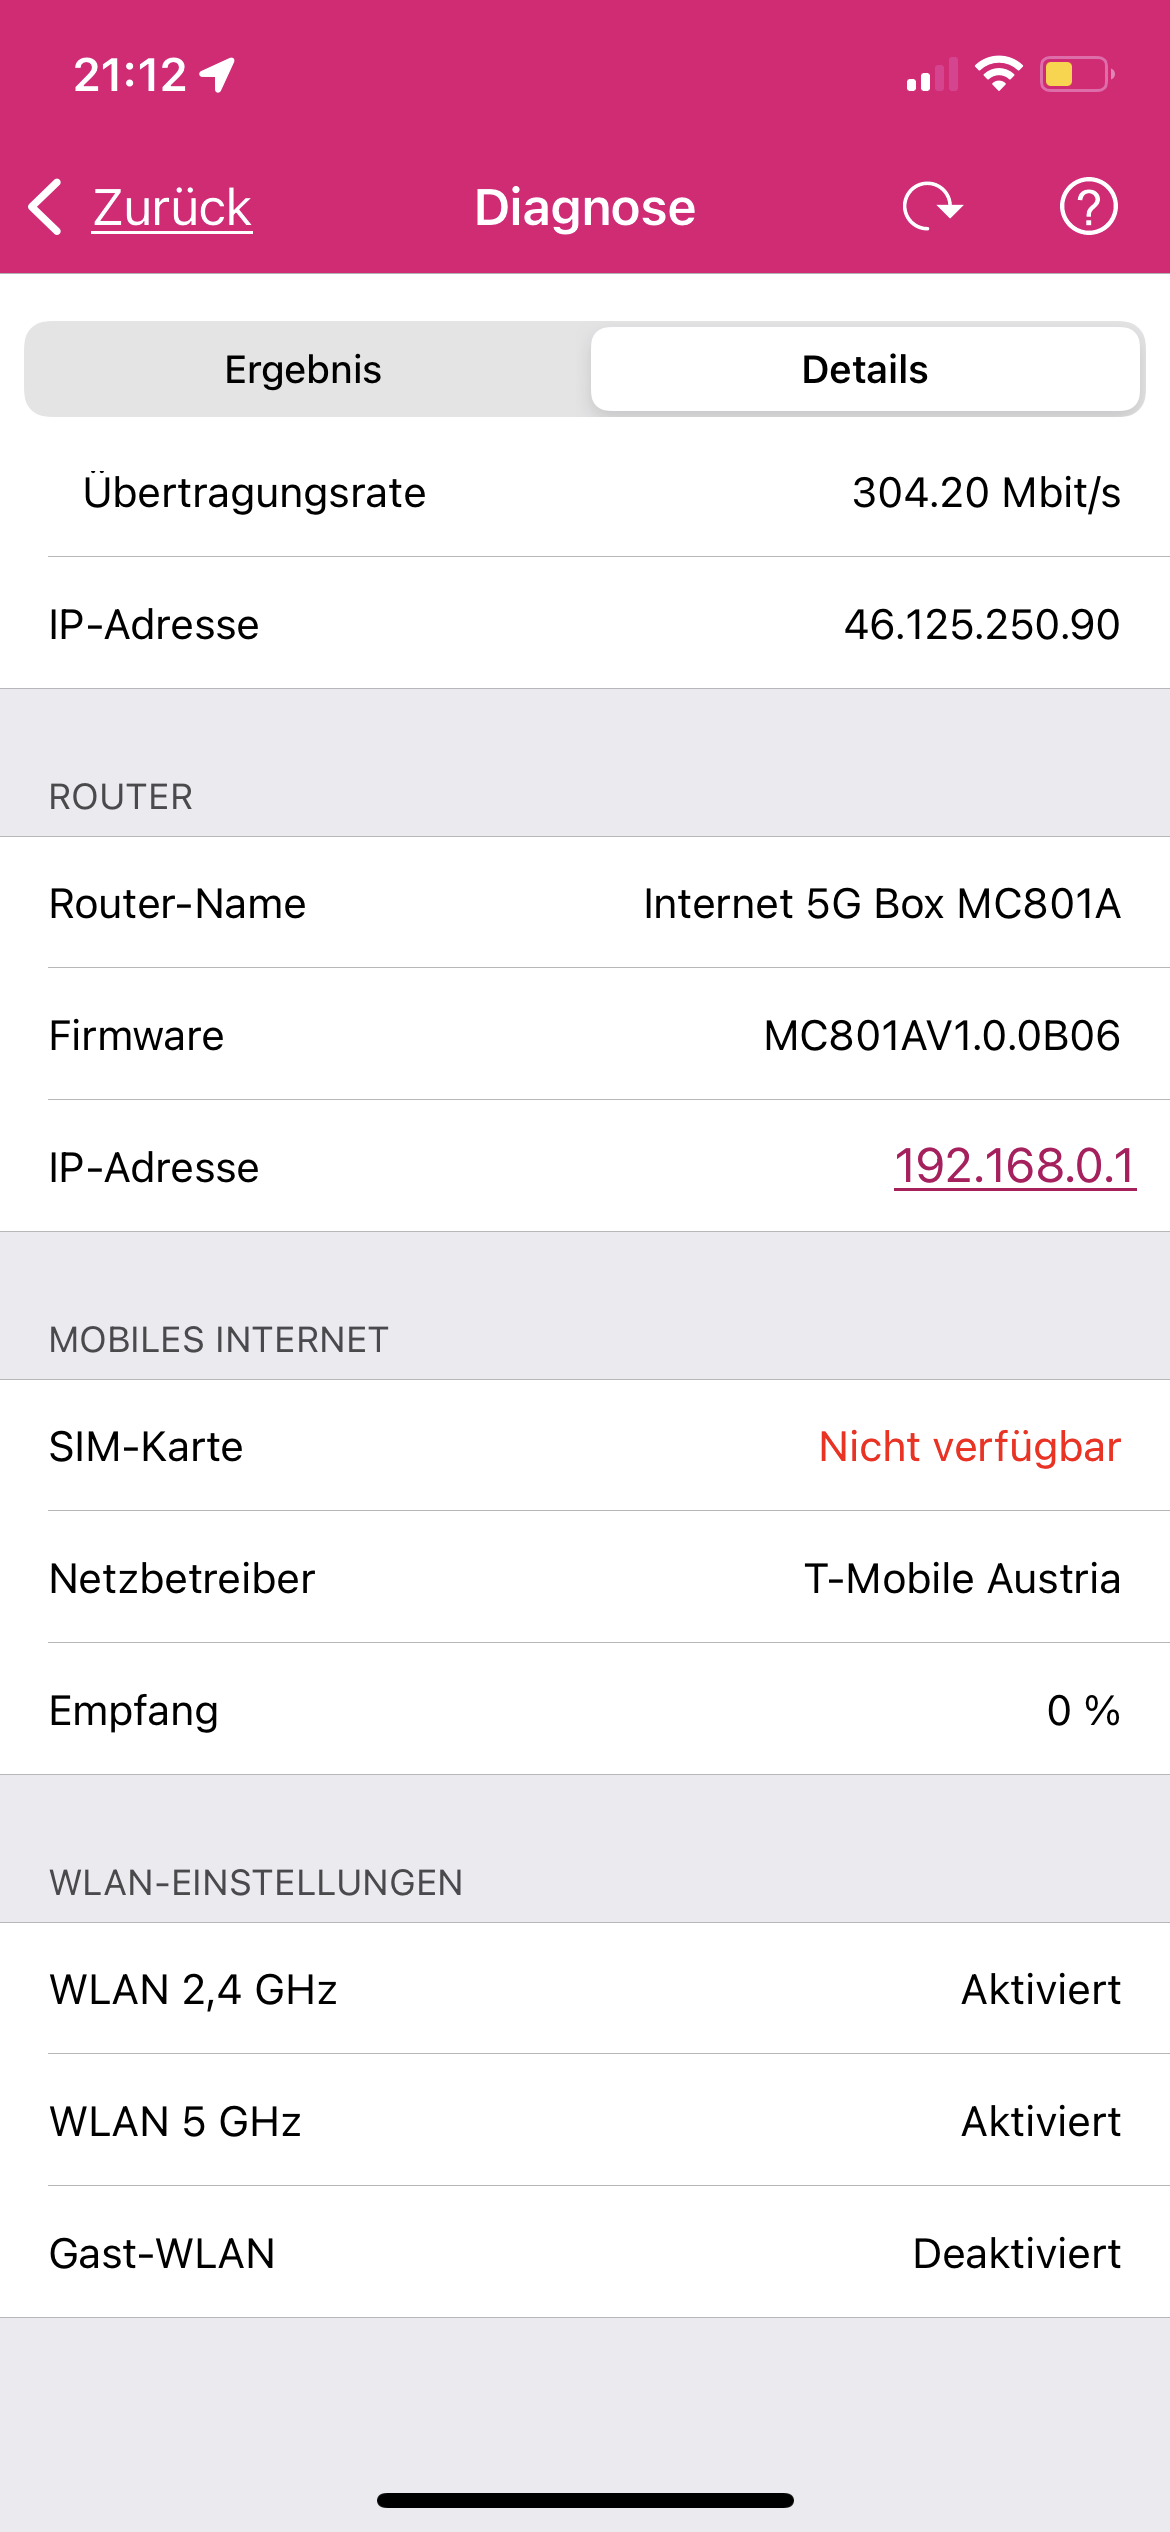 21:12
Zurück
Diagnose
Ergebnis
Details
Übertragungsrate 304.20 Mbit/s
IP-Adresse 46.125.250.90
ROUTER
Router-Name Internet 5G Box MC801A
Firmware MC801AV1.0.0B06
IP-Adresse 192.168.0.1
MOBILES INTERNET
SIM-Karte Nicht verfügbar
Netzbetreiber T-Mobile Austria
Empfang 0 %
WLAN-EINSTELLUNGEN
WLAN 2,4 GHz Aktiviert
WLAN 5 GHz Aktiviert
Gast-WLAN Deaktiviert